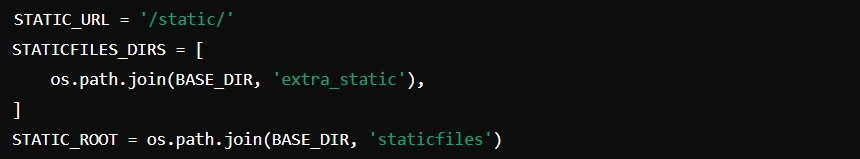 STATIC_URL = '/static/'
STATICFILES_DIRS = [
    os.path.join(BASE_DIR, 'extra_static'),
]
STATIC_ROOT = os.path.join(BASE_DIR, 'staticfiles')